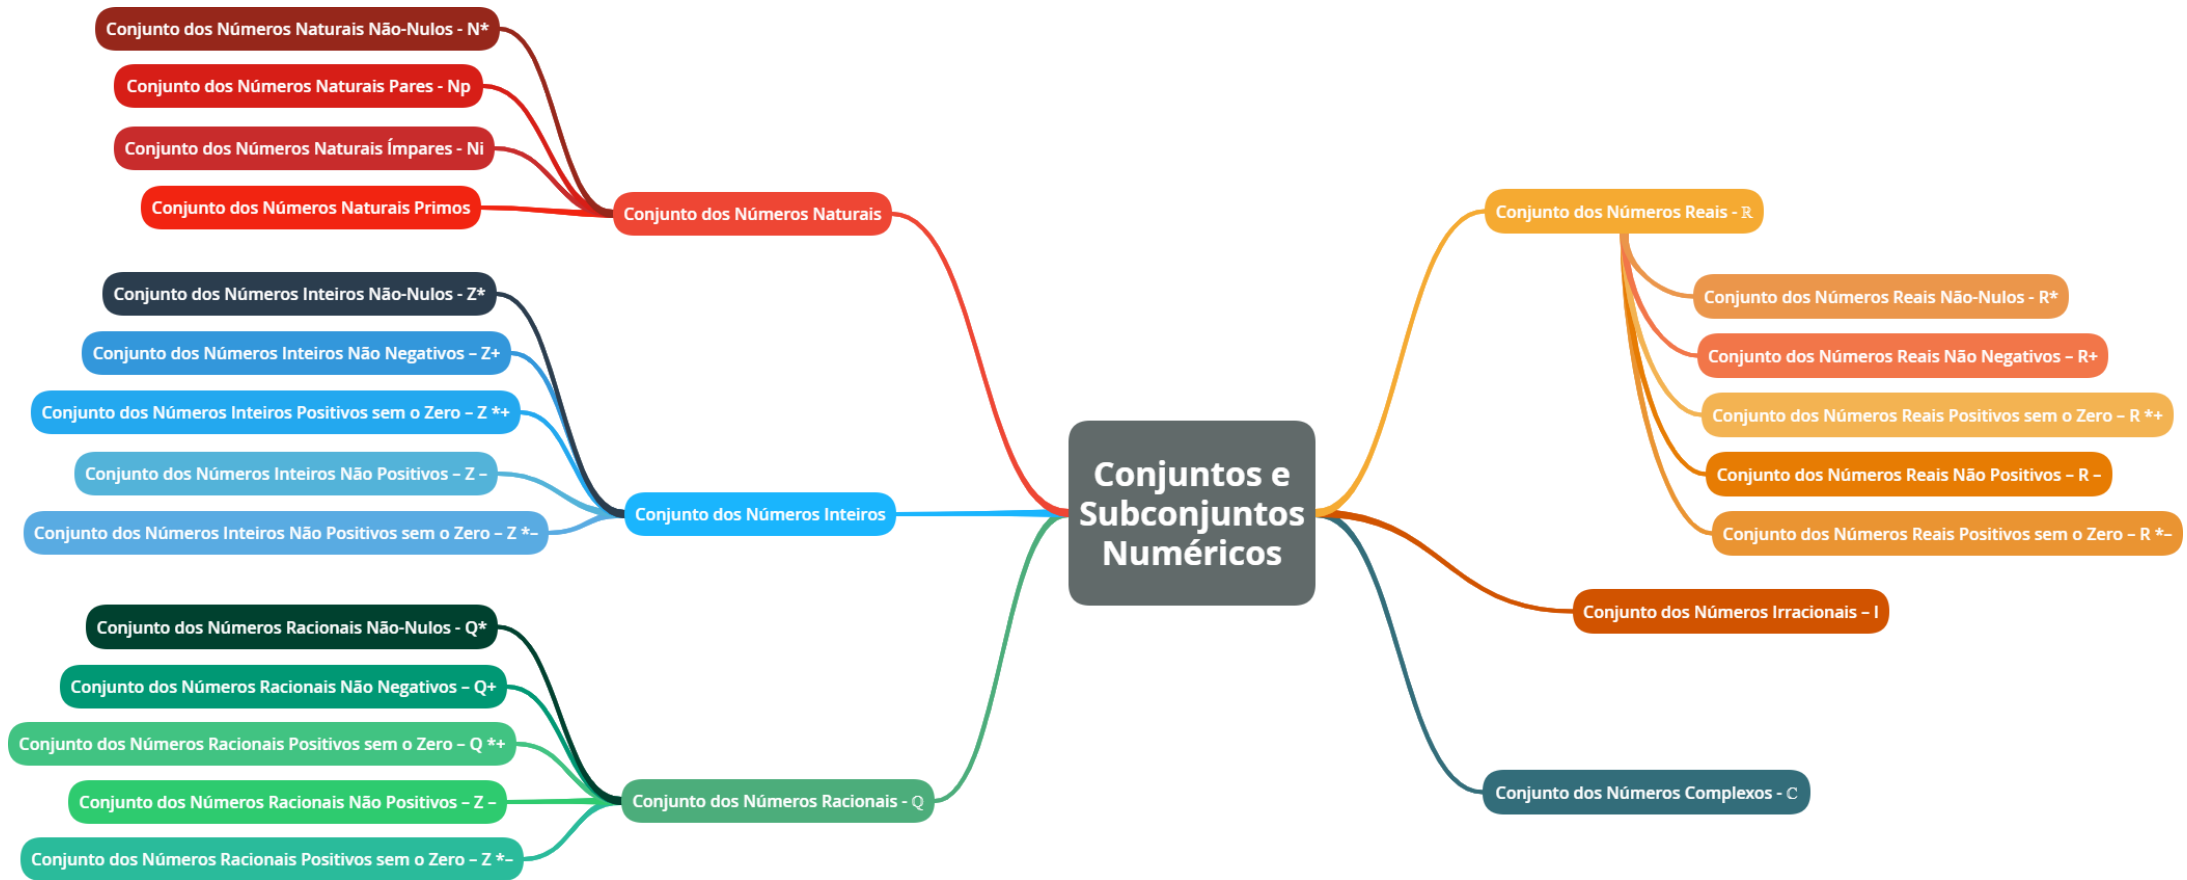 Conjunto dos Números Naturais Não-Nulos - N*
Conjunto dos Números Naturais Pares - Np
Conjunto dos Números Naturais Ímpares - Ni
Conjunto dos Números Naturais Primos
Conjunto dos Números Naturais
Conjunto dos Números Inteiros Não-Nulos - Z*
Conjunto dos Números Inteiros Não Negativos – Z+
Conjunto dos Números Inteiros Positivos sem o Zero – Z *+
Conjunto dos Números Inteiros Não Positivos – Z –
Conjunto dos Números Inteiros Não Positivos sem o Zero – Z *–
Conjunto dos Números Inteiros
Conjunto dos Números Racionais Não-Nulos - Q*
Conjunto dos Números Racionais Não Negativos – Q+
Conjunto dos Números Racionais Positivos sem o Zero – Q *+
Conjunto dos Números Racionais Não Positivos – Z –
Conjunto dos Números Racionais Positivos sem o Zero – Z *–
Conjunto dos Números Racionais - ℚ
Conjuntos e
Subconjuntos
Numéricos
Conjunto dos Números Reais - ℝ
Conjunto dos Números Reais Não-Nulos - R*
Conjunto dos Números Reais Não Negativos – R+
Conjunto dos Números Reais Positivos sem o Zero – R *+
Conjunto dos Números Reais Não Positivos – R –
Conjunto dos Números Reais Positivos sem o Zero – R *–
Conjunto dos Números Irracionais – I
Conjunto dos Números Complexos - ℂ